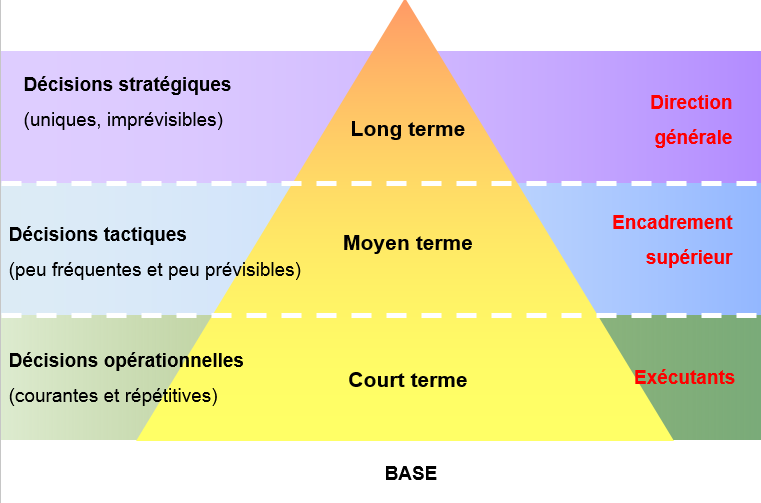 Décisions stratégiques
(uniques, imprévisibles)
Long terme
Direction
générale
Décisions tactiques
(peu fréquentes et peu prévisibles)
Moyen terme
Encadrement
supérieur
Décisions opérationnelles
(courantes et répétitives)
Court terme
Exécutants
BASE